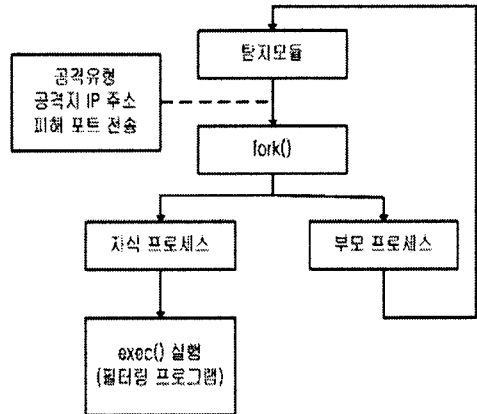 탐지모듈
공격유형
공격지 IP 주소
피해 포트 전송
fork()
자식 프로세스
부모 프로세스
exec() 실행
(필터링 프로그램)